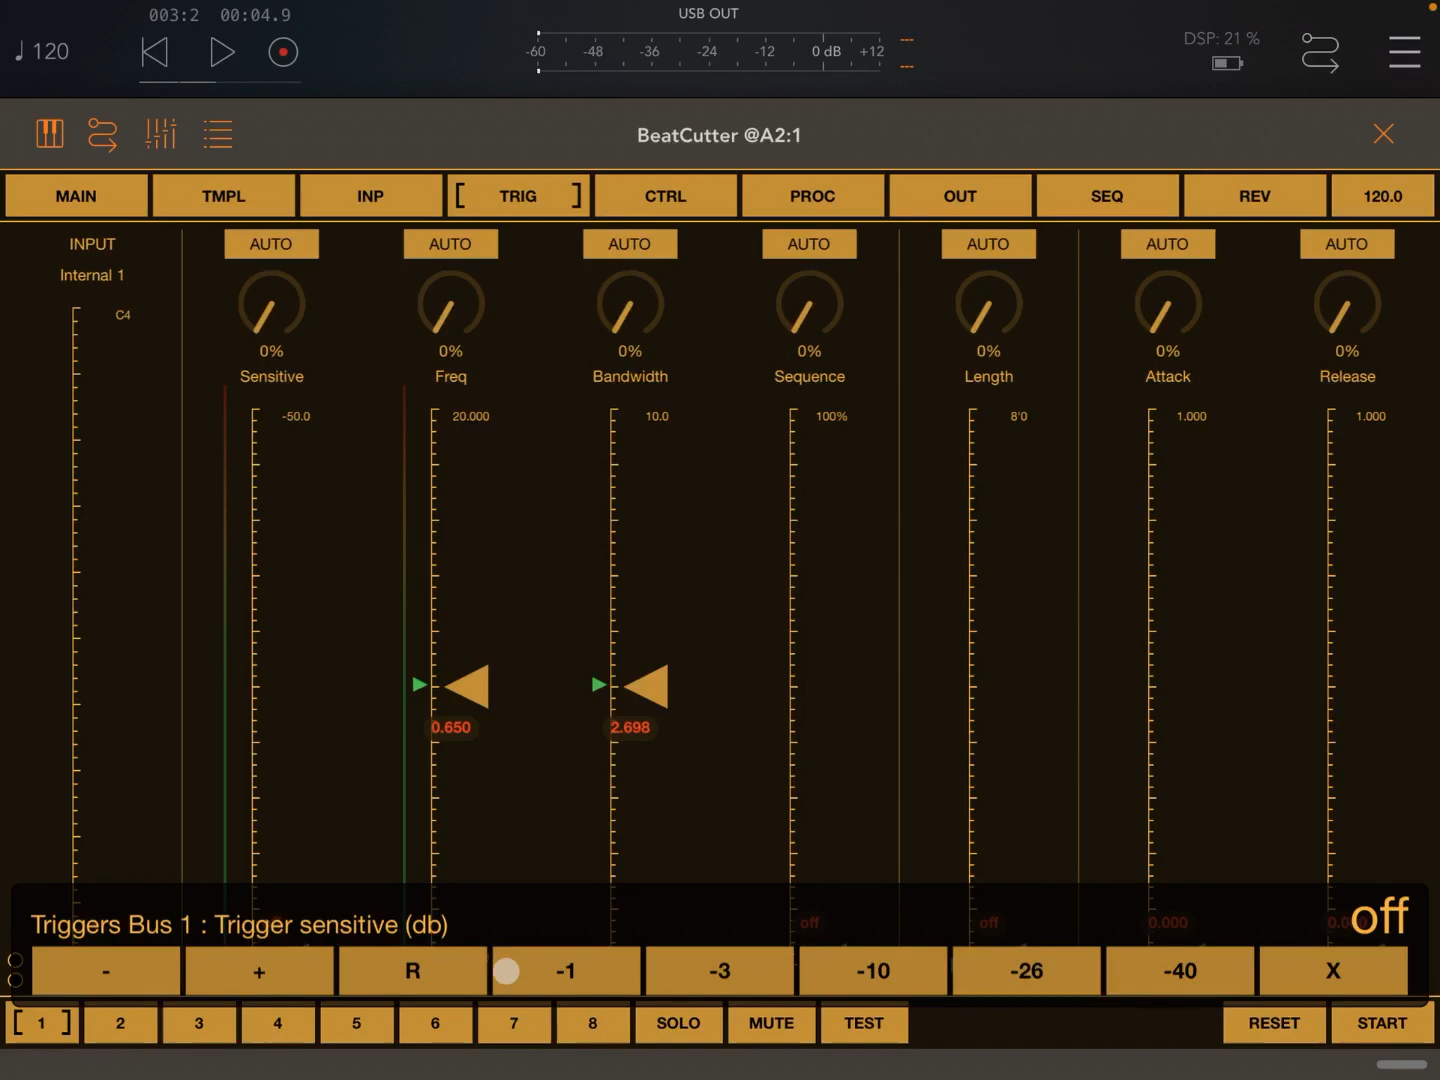 003:2 00:04.9
USB OUT
♩ 120
-60 -48 -36 -24 -12 0 dB +12
---
---
DSP: 21 %
BeatCutter @A2:1
MAIN TMPL INP [ TRIG ] CTRL PROC OUT SEQ REV 120.0
INPUT AUTO AUTO AUTO AUTO AUTO AUTO AUTO
Internal 1
C4
0% 0% 0% 0% 0% 0% 0%
Sensitive Freq Bandwidth Sequence Length Attack Release
-50.0 20.000 10.0 100% 8'0 1.000 1.000
0.650 2.698
Triggers Bus 1 : Trigger sensitive (db) off off 0.000 off
- + R -1 -3 -10 -26 -40 X
[ 1 ] 2 3 4 5 6 7 8 SOLO MUTE TEST RESET START